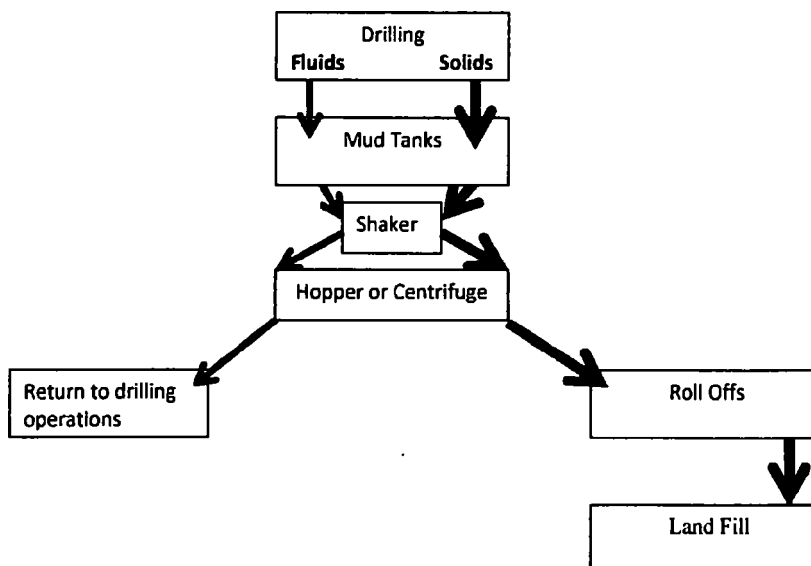 Drilling
Fluids Solids
Mud Tanks
Shaker
Hopper or Centrifuge
Return to drilling
operations
Roll Offs
Land Fill